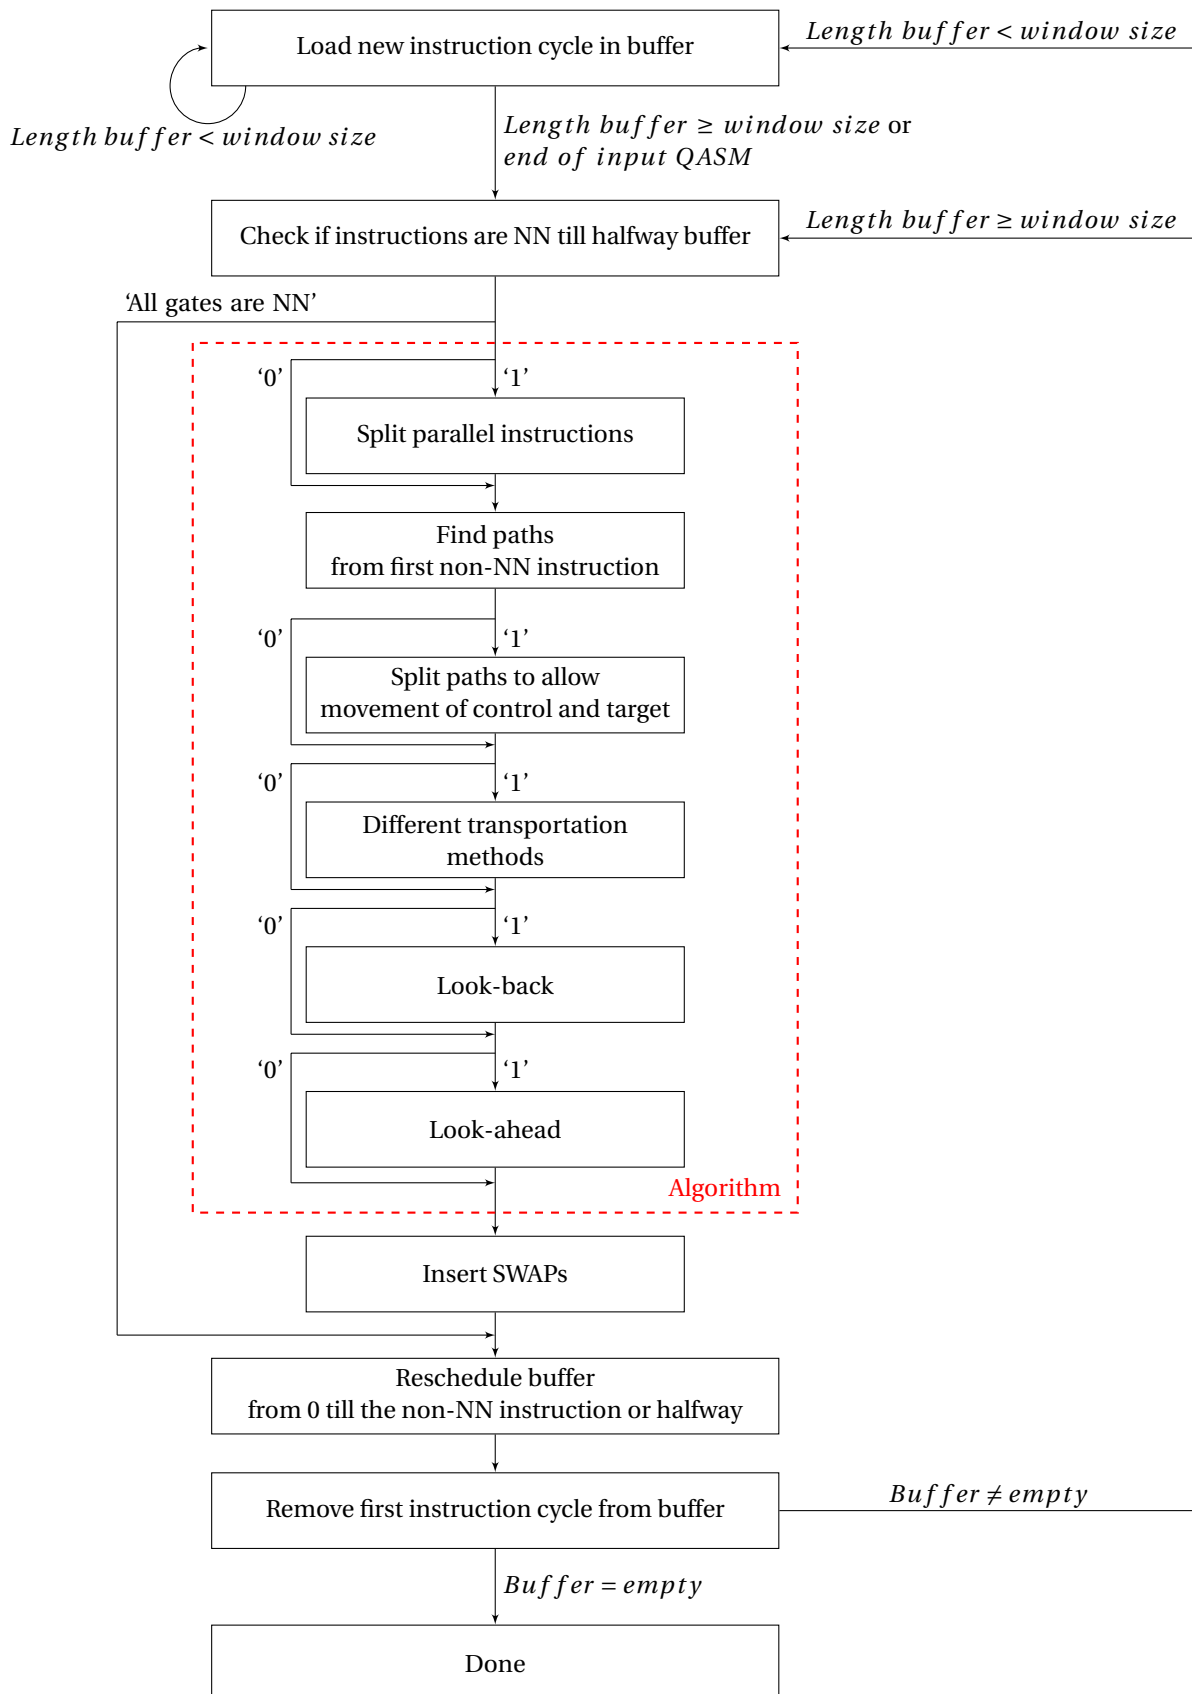 Load new instruction cycle in buffer
Length buffer < window size
Length buffer < window size
Length buffer ≥ window size or
end of input QASM
Check if instructions are NN till halfway buffer
Length buffer ≥ window size
‘All gates are NN’
‘0’
‘1’
Split parallel instructions
Find paths
from first non-NN instruction
‘0’
‘1’
Split paths to allow
movement of control and target
‘0’
‘1’
Different transportation
methods
‘0’
‘1’
Look-back
‘0’
‘1’
Look-ahead
Algorithm
Insert SWAPs
Reschedule buffer
from 0 till the non-NN instruction or halfway
Remove first instruction cycle from buffer
Buffer ≠ empty
Buffer = empty
Done